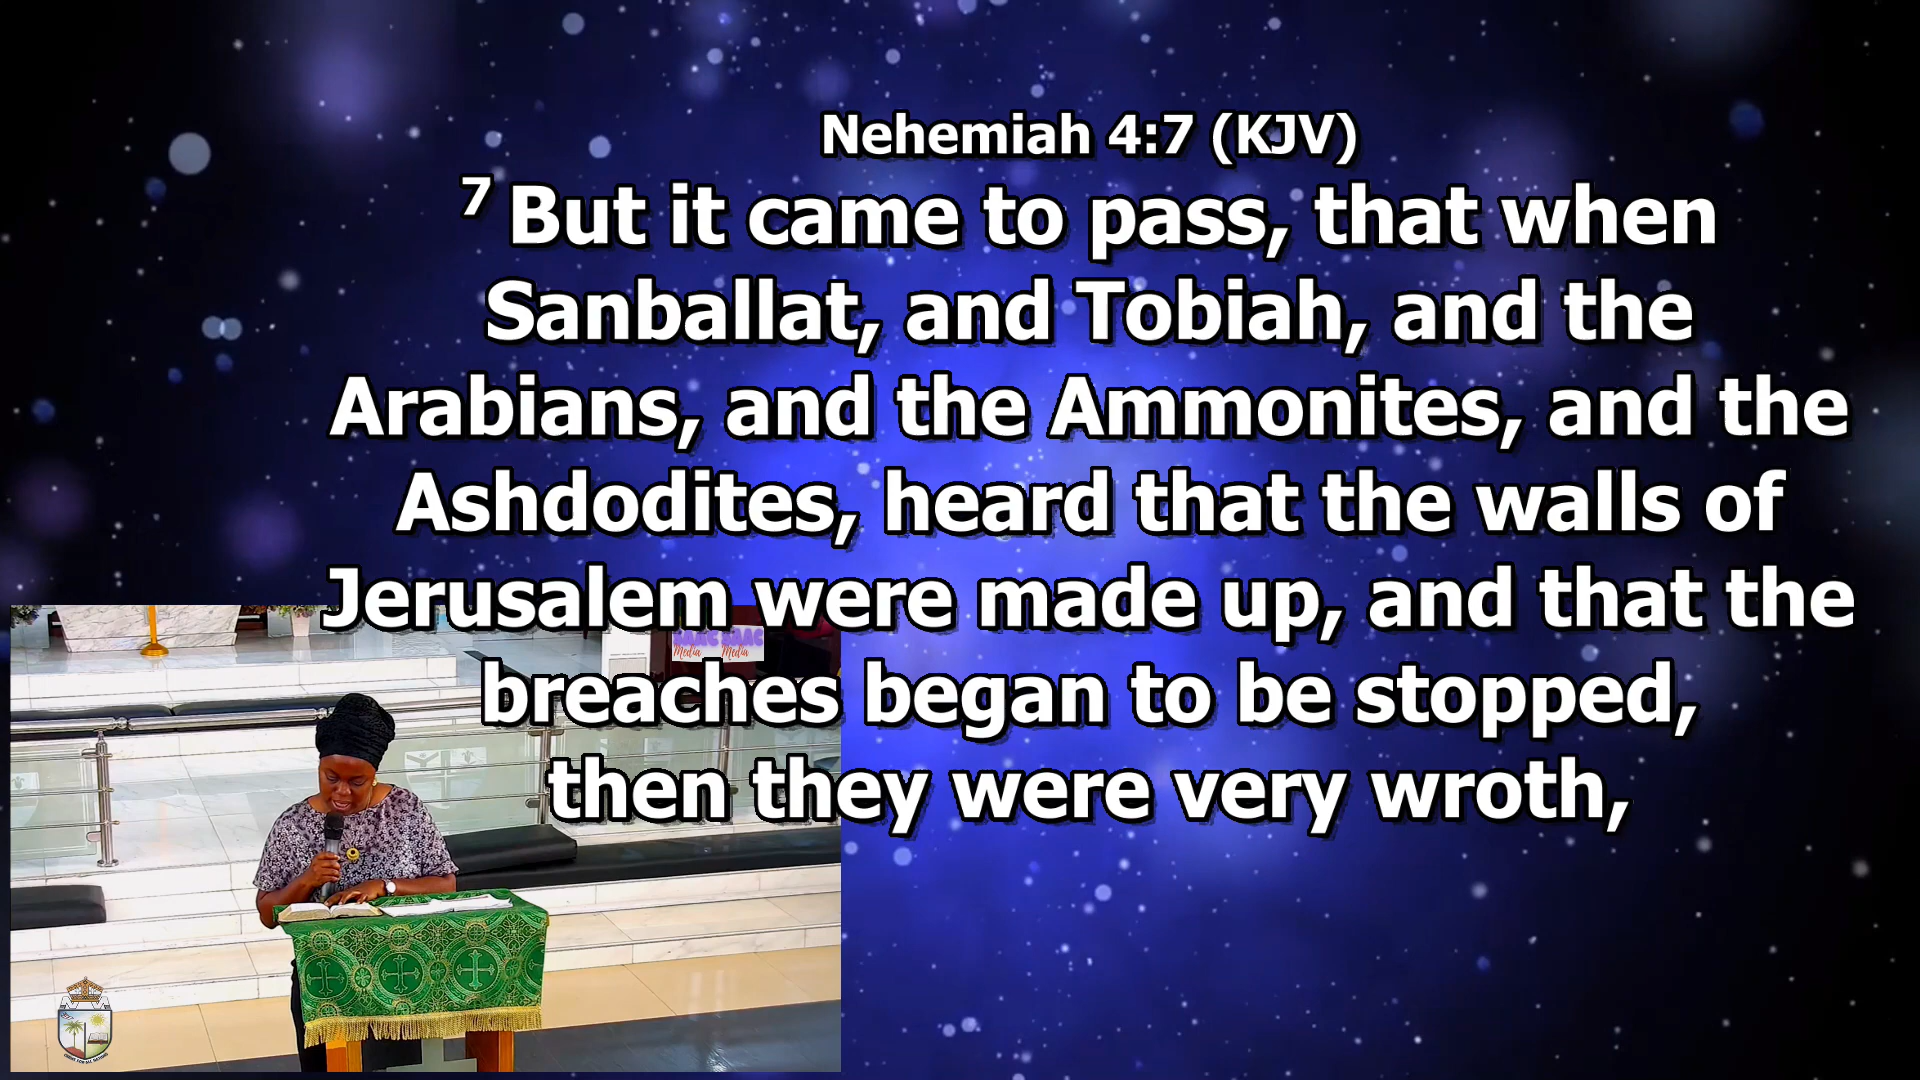 Nehemiah 4:7 (KJV)
7 But it came to pass, that when
Sanballat, and Tobiah, and the
Arabians, and the Ammonites, and the
Ashdodites, heard that the walls of
Jerusalem were made up, and that the
breaches began to be stopped,
then they were very wroth,
Media Media